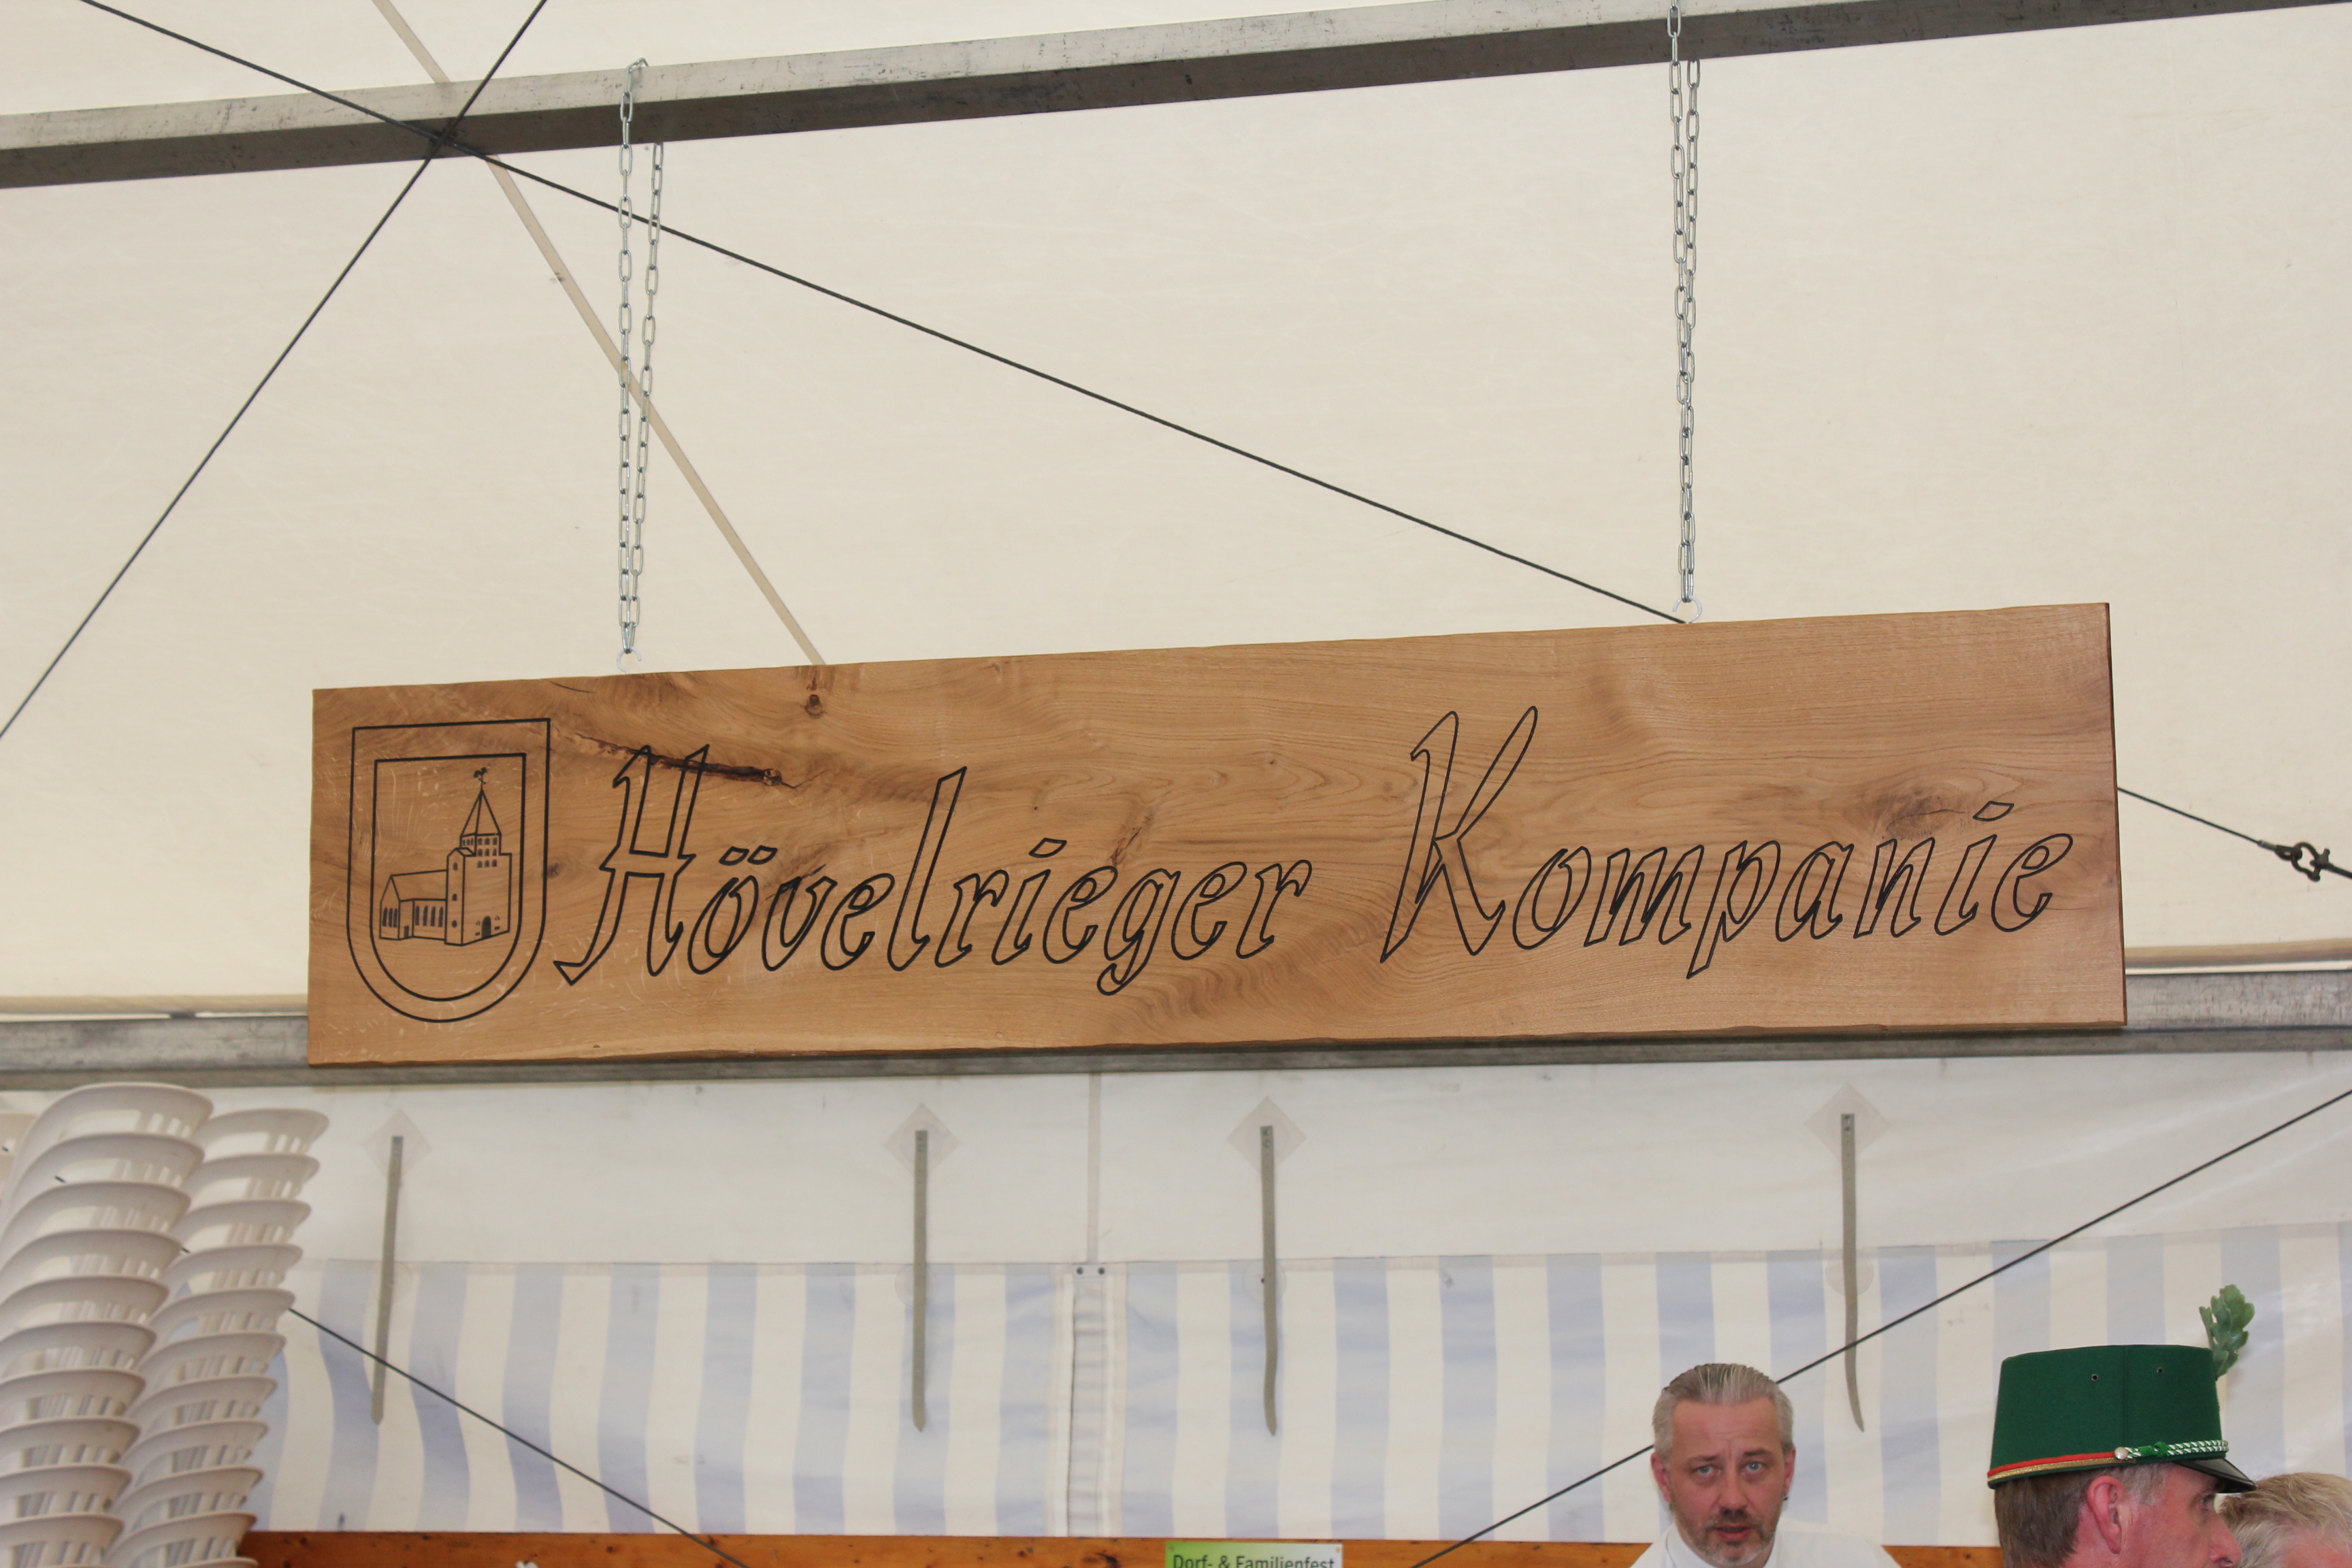 Hövelrieger Kompanie
Dorf- & Familienfest